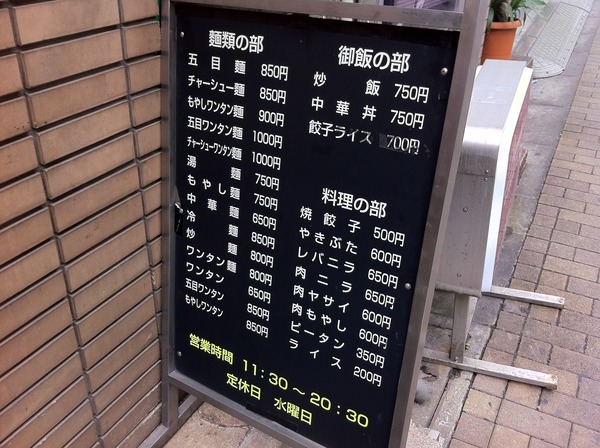 麺類の部
五目麺 850円
チャーシュー麺 850円
もやしワンタン麺 900円
五目ワンタン麺 1000円
チャーシューワンタン麺 1000円
湯麺 750円
もやし麺 750円
中華麺 650円
冷麺 850円
炒麺 800円
ワンタン麺 800円
ワンタン 650円
五目ワンタン 850円
もやしワンタン 850円
御飯の部
炒飯 750円
中華丼 750円
餃子ライス 700円
料理の部
焼餃子 500円
やきぶた 600円
レバニラ 650円
肉ニラ 650円
肉ヤサイ 600円
肉もやし 600円
ピータン 350円
ライス 200円
営業時間 11:30～20:30
定休日 水曜日